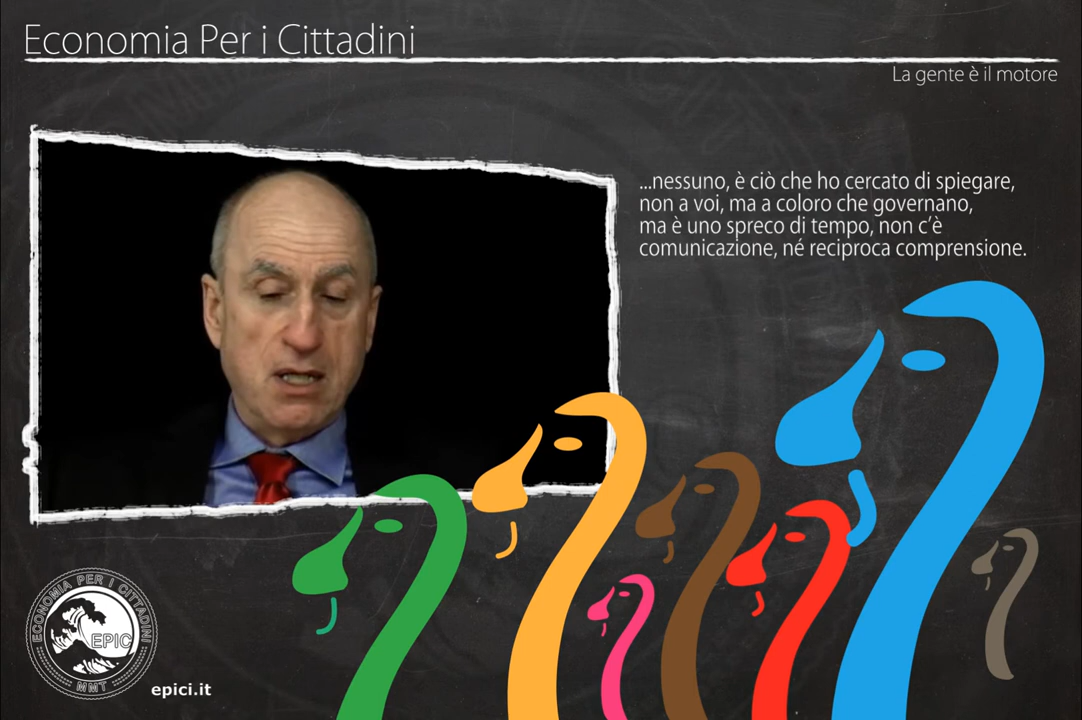 Economia Per i Cittadini
La gente è il motore
...nessuno, è ciò che ho cercato di spiegare,
non a voi, ma a coloro che governano,
ma è uno spreco di tempo, non c'è
comunicazione, né reciproca comprensione.
ECONOMIA PER I CITTADINI
EPIC
MMT
epici.it